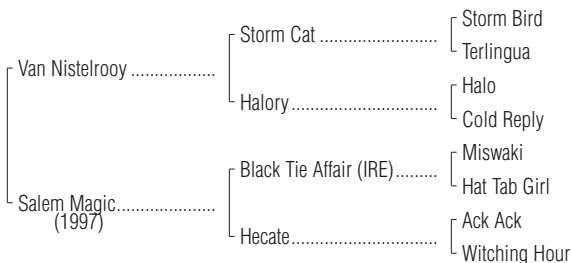 Storm Bird
Storm Cat ........................
Terlingua
Van Nistelrooy .................
Halo
Halory ..............................
Cold Reply
Miswaki
Black Tie Affair (IRE) .........
Hat Tab Girl
Salem Magic ....................
(1997)
Ack Ack
Hecate ..............................
Witching Hour